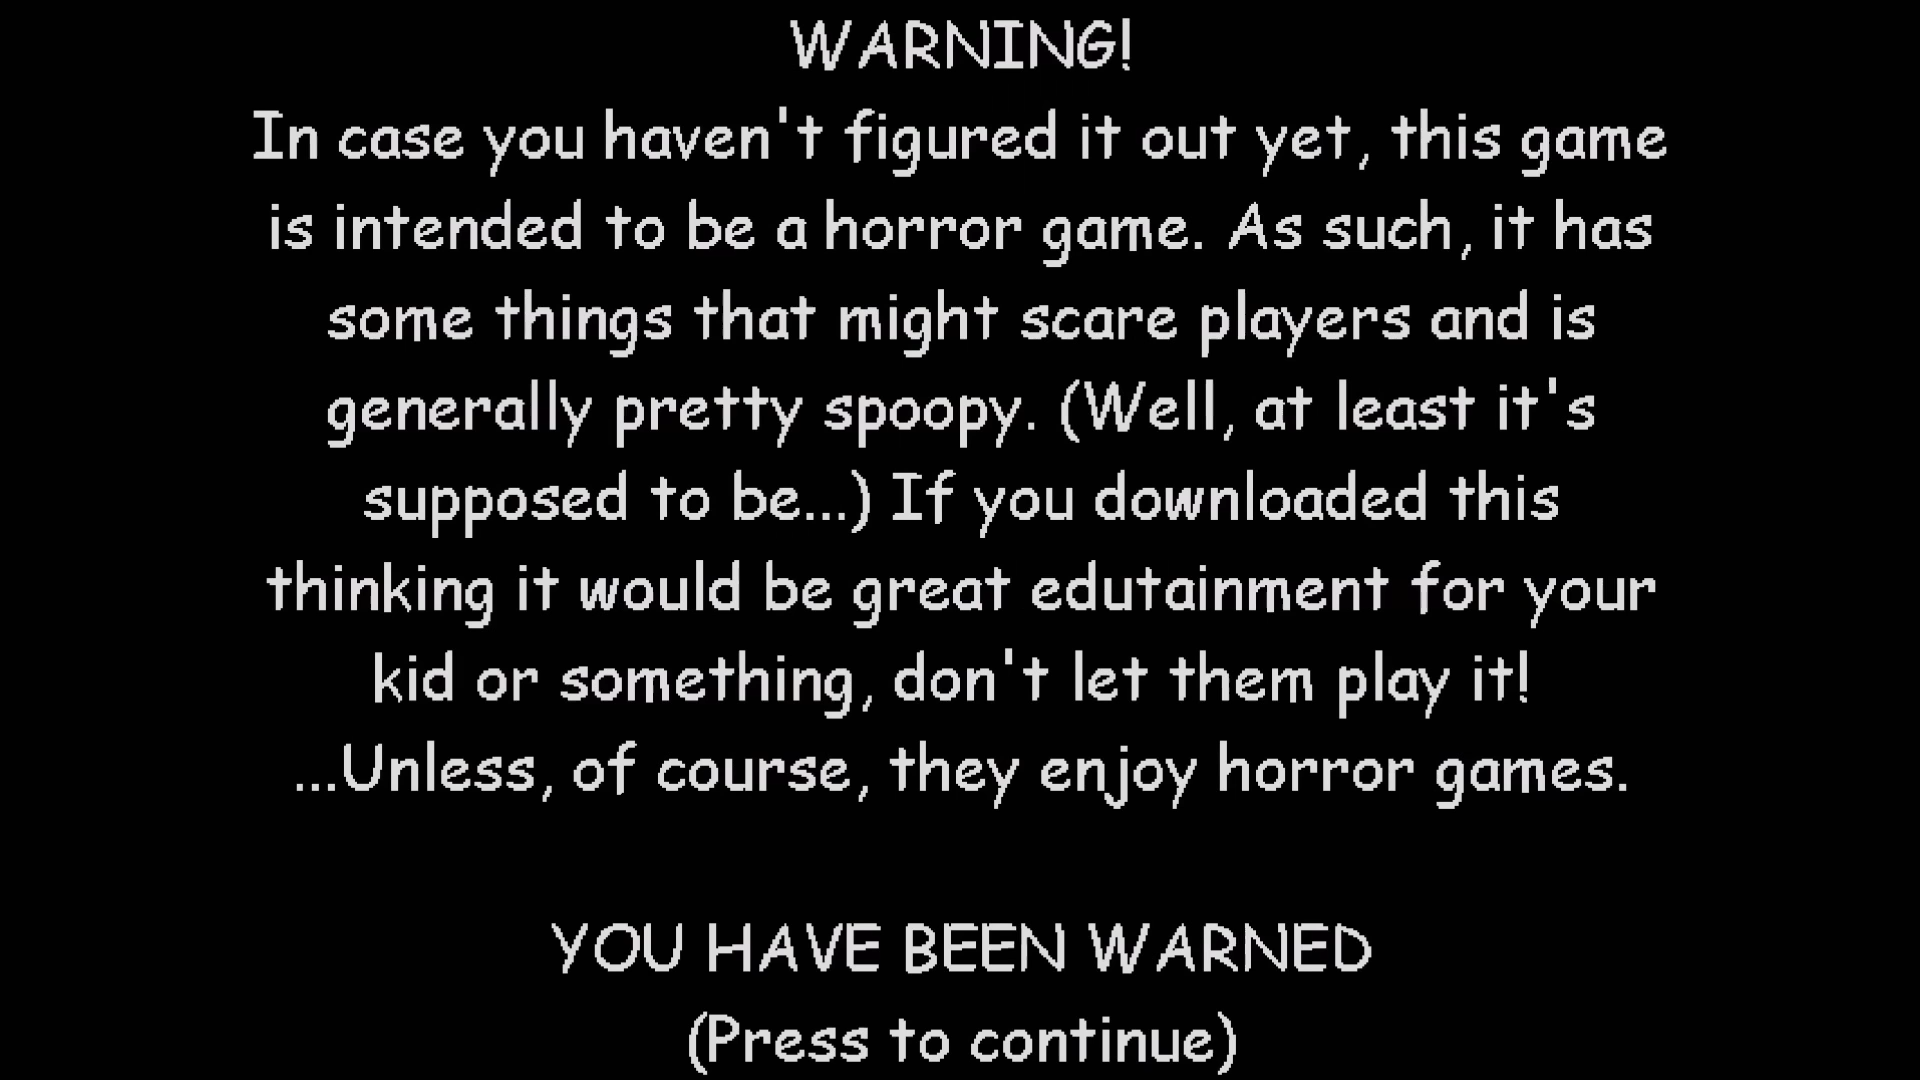 WARNING!
In case you haven't figured it out yet, this game
is intended to be a horror game. As such, it has
some things that might scare players and is
generally pretty spoopy. (Well, at least it's
supposed to be...) If you downloaded this
thinking it would be great edutainment for your
kid or something, don't let them play it!
...Unless, of course, they enjoy horror games.
YOU HAVE BEEN WARNED
(Press to continue)